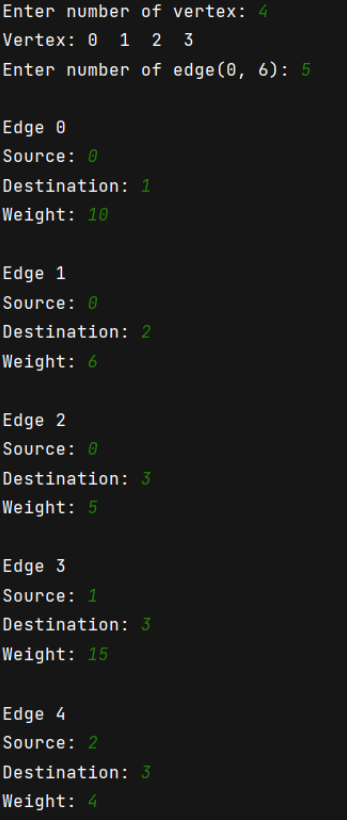 Enter number of vertex: 4
Vertex: 0  1  2  3
Enter number of edge(0, 6): 5
Edge 0
Source: 0
Destination: 1
Weight: 10
Edge 1
Source: 0
Destination: 2
Weight: 6
Edge 2
Source: 0
Destination: 3
Weight: 5
Edge 3
Source: 1
Destination: 3
Weight: 15
Edge 4
Source: 2
Destination: 3
Weight: 4